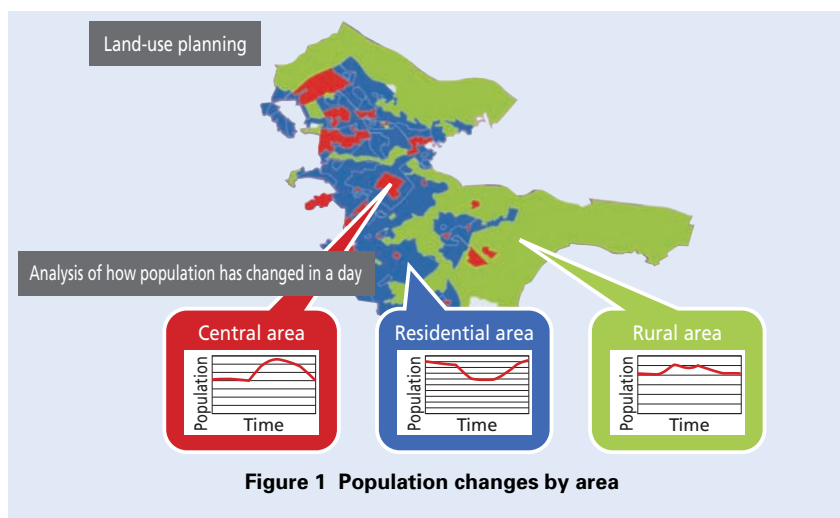 Land-use planning
Analysis of how population has changed in a day
Central area
Population
Time
Residential area
Population
Time
Rural area
Population
Time
Figure 1 Population changes by area